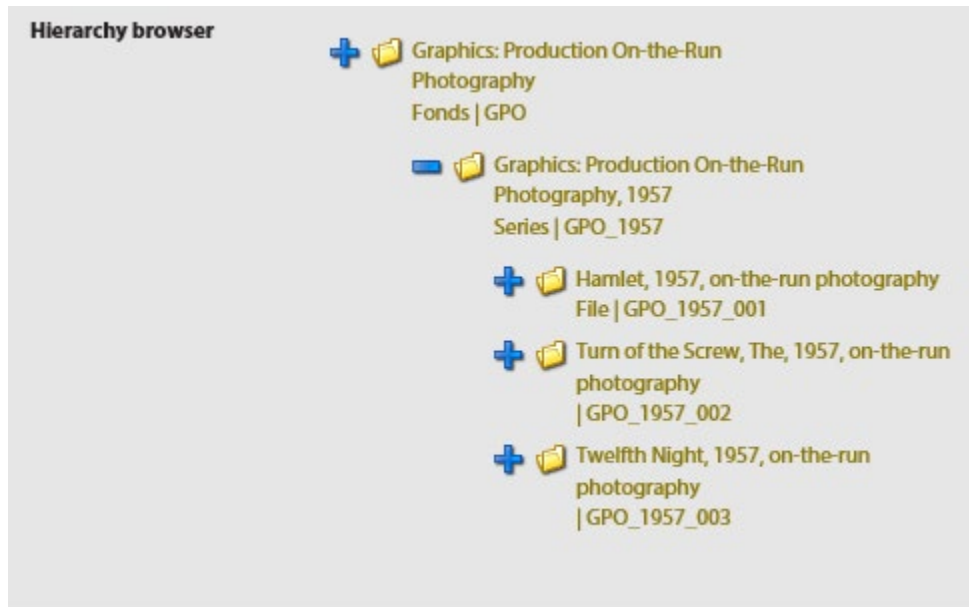 Hierarchy browser
Graphics: Production On-the-Run
Photography
Fonds | GPO
Graphics: Production On-the-Run
Photography, 1957
Series | GPO_1957
Hamlet, 1957, on-the-run photography
File | GPO_1957_001
Turn of the Screw, The, 1957, on-the-run
photography
| GPO_1957_002
Twelfth Night, 1957, on-the-run
photography
| GPO_1957_003